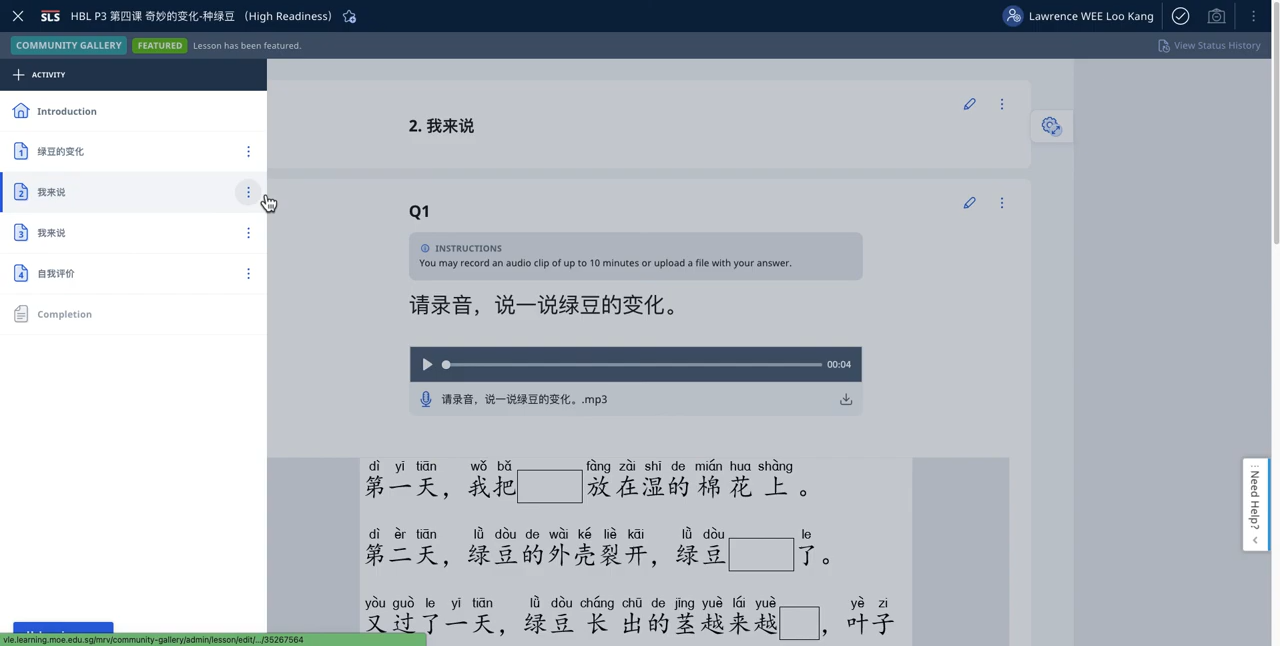 SLS HBL P3 第四课 奇妙的变化-种绿豆 （High Readiness）
Lawrence WEE Loo Kang
COMMUNITY GALLERY FEATURED Lesson has been featured.
View Status History
ACTIVITY
Introduction
1 绿豆的变化
2 我来说
3 我来说
4 自我评价
Completion
2. 我来说
Q1
INSTRUCTIONS
You may record an audio clip of up to 10 minutes or upload a file with your answer.
请录音，说一说绿豆的变化。
00:04
请录音，说一说绿豆的变化。.mp3
dì yī tiān wǒ bǎ fàng zài shī de mián hua shàng
第一天，我把 放在湿的棉花上。
dì èr tiān lǜ dòu de wài ké liè kāi lǜ dòu le
第二天，绿豆的外壳裂开，绿豆 了。
yòu guò le yī tiān lǜ dòu cháng chū de jīng yuè lái yuè yè zi
又过了一天，绿豆长出的茎越来越 ，叶子
Need Help?
vle.learning.moe.edu.sg/mrv/community-gallery/admin/lesson/edit/.../35267564